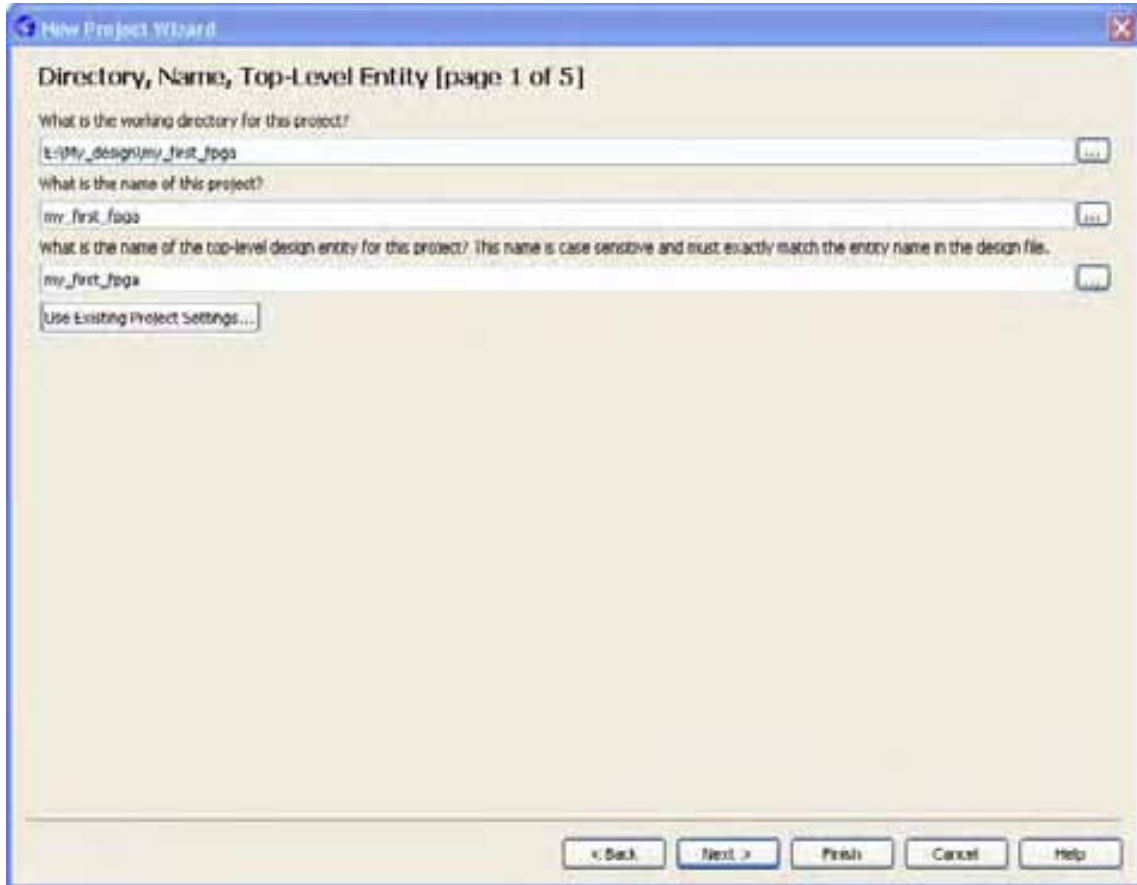 New Project Wizard
Directory, Name, Top-Level Entity [page 1 of 5]
What is the working directory for this project?
E:\My_design\my_first_fpga
...
What is the name of this project?
my_first_fpga
...
What is the name of the top-level design entity for this project? This name is case sensitive and must exactly match the entity name in the design file.
my_first_fpga
...
Use Existing Project Settings...
< Back
Next >
Finish
Cancel
Help